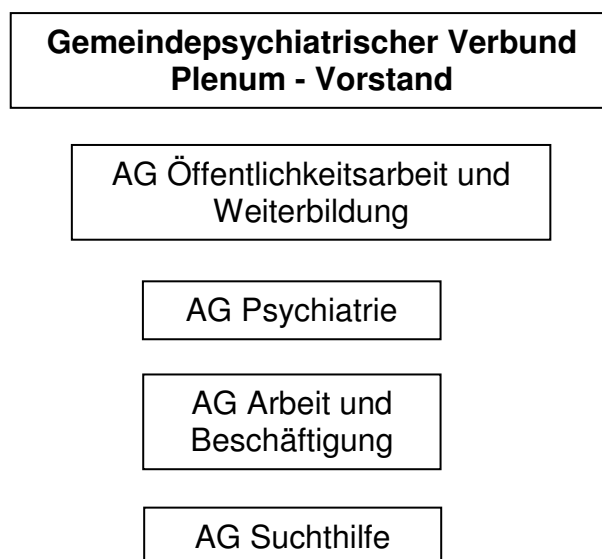 Gemeindepsychiatrischer Verbund
Plenum - Vorstand
AG Öffentlichkeitsarbeit und
Weiterbildung
AG Psychiatrie
AG Arbeit und
Beschäftigung
AG Suchthilfe